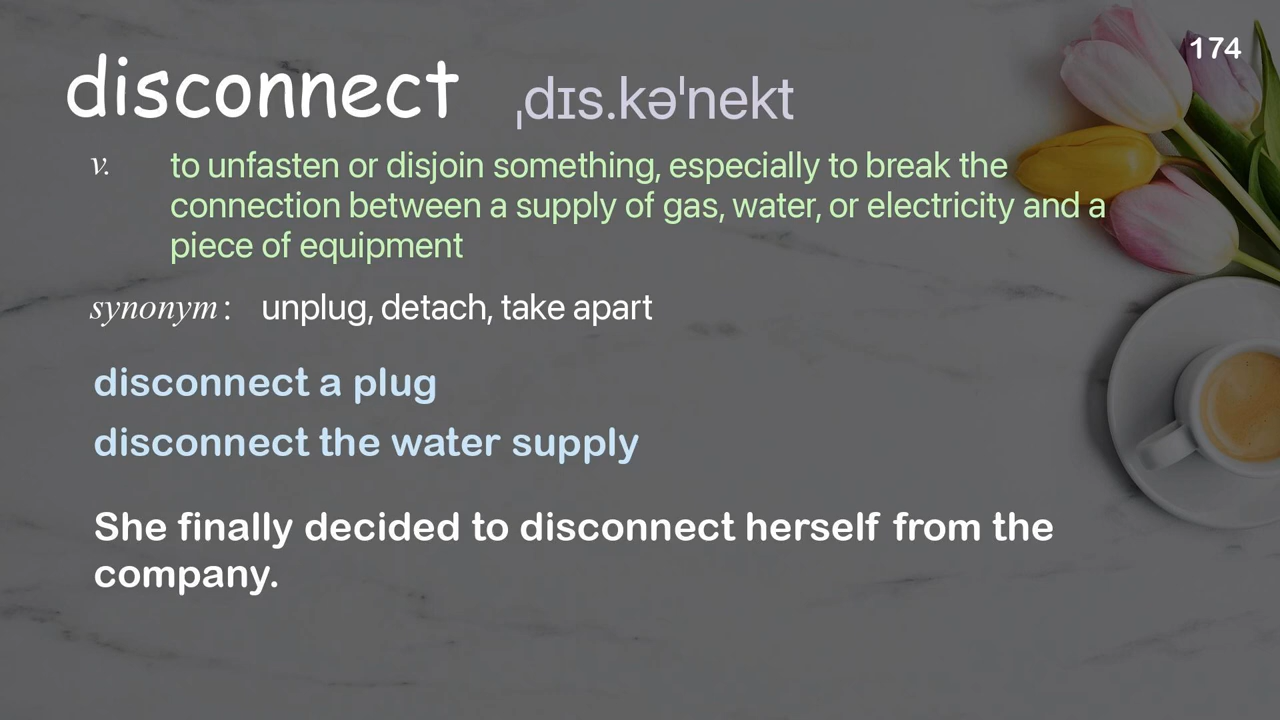 174
disconnect ˌdɪs.kəˈnekt
v. to unfasten or disjoin something, especially to break the
connection between a supply of gas, water, or electricity and a
piece of equipment
synonym: unplug, detach, take apart
disconnect a plug
disconnect the water supply
She finally decided to disconnect herself from the
company.